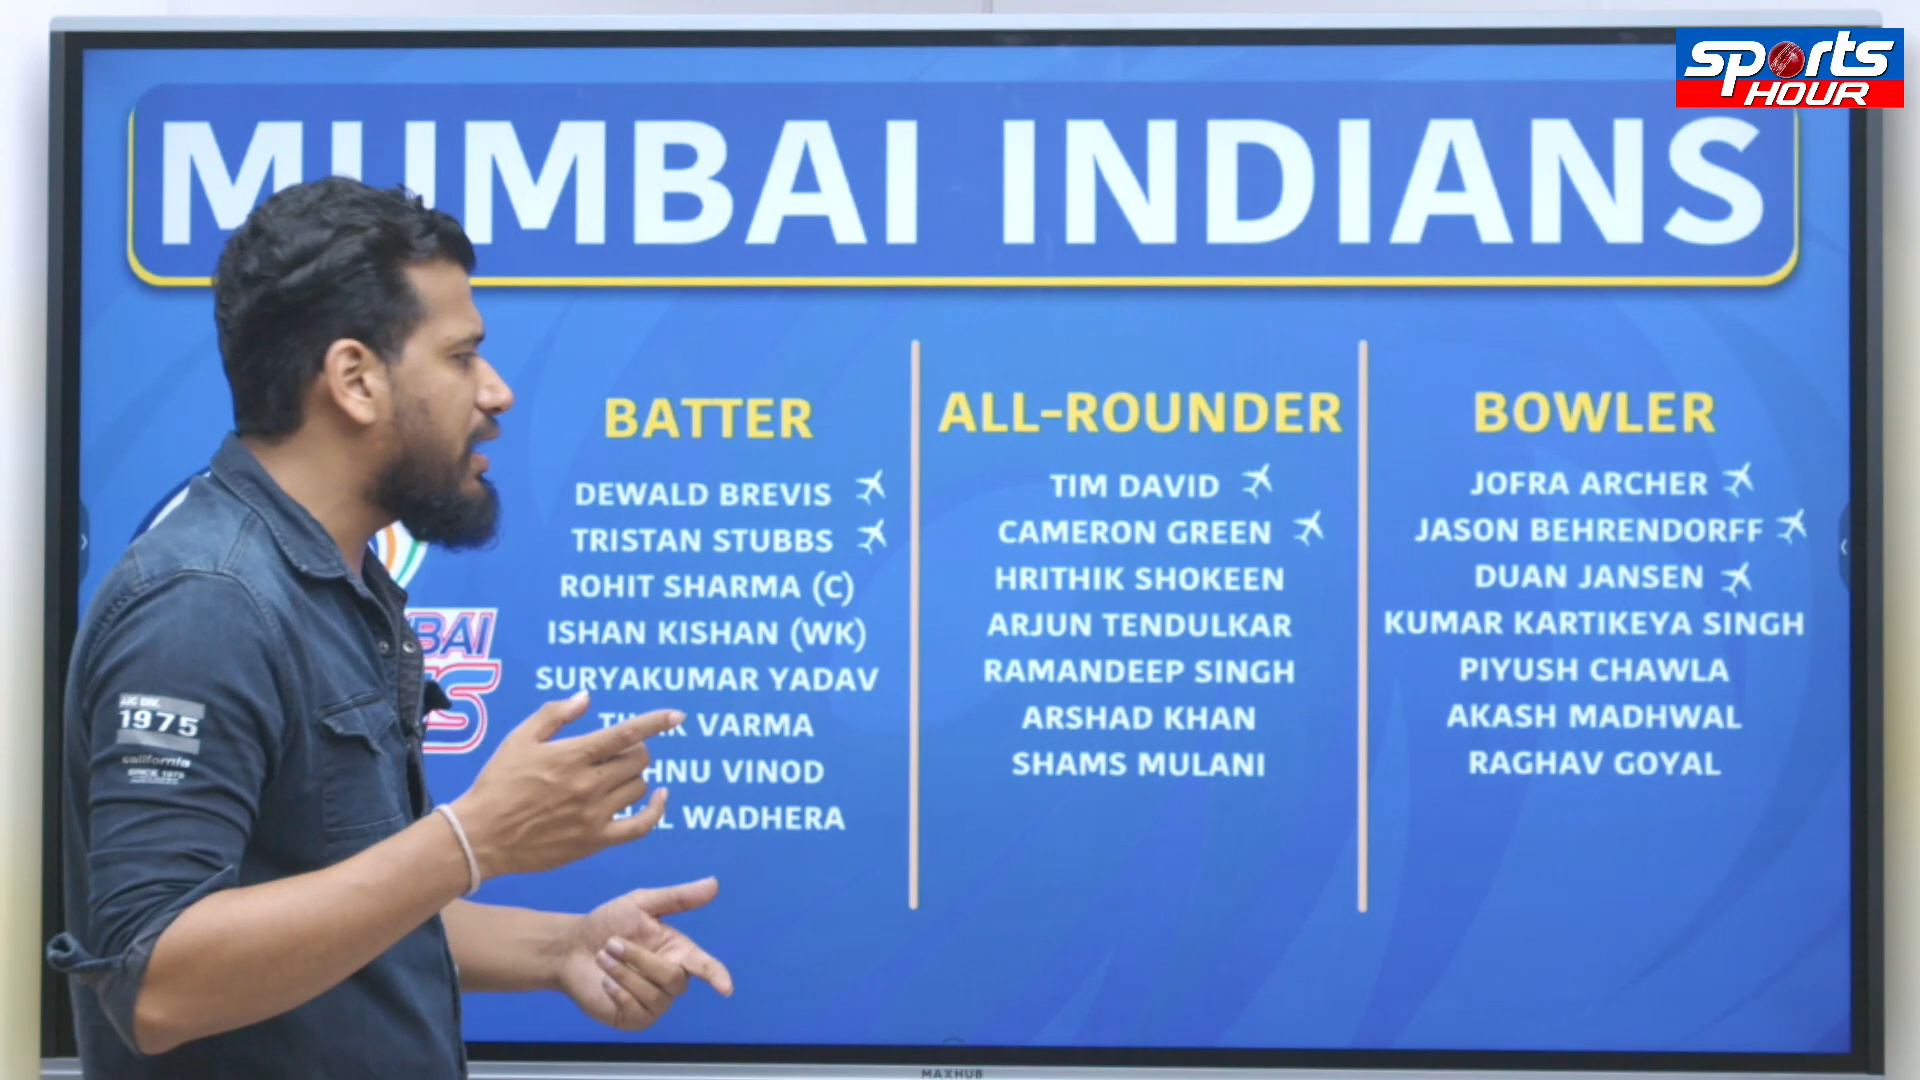 Sports
HOUR
MUMBAI INDIANS
BATTER
DEWALD BREVIS
TRISTAN STUBBS
ROHIT SHARMA (C)
ISHAN KISHAN (WK)
SURYAKUMAR YADAV
VARMA
VINOD
WADHERA
ALL-ROUNDER
TIM DAVID
CAMERON GREEN
HRITHIK SHOKEEN
ARJUN TENDULKAR
RAMANDEEP SINGH
ARSHAD KHAN
SHAMS MULANI
BOWLER
JOFRA ARCHER
JASON BEHRENDORFF
DUAN JANSEN
KUMAR KARTIKEYA SINGH
PIYUSH CHAWLA
AKASH MADHWAL
RAGHAV GOYAL
1975
california
SINCE 1975
MAXHUB